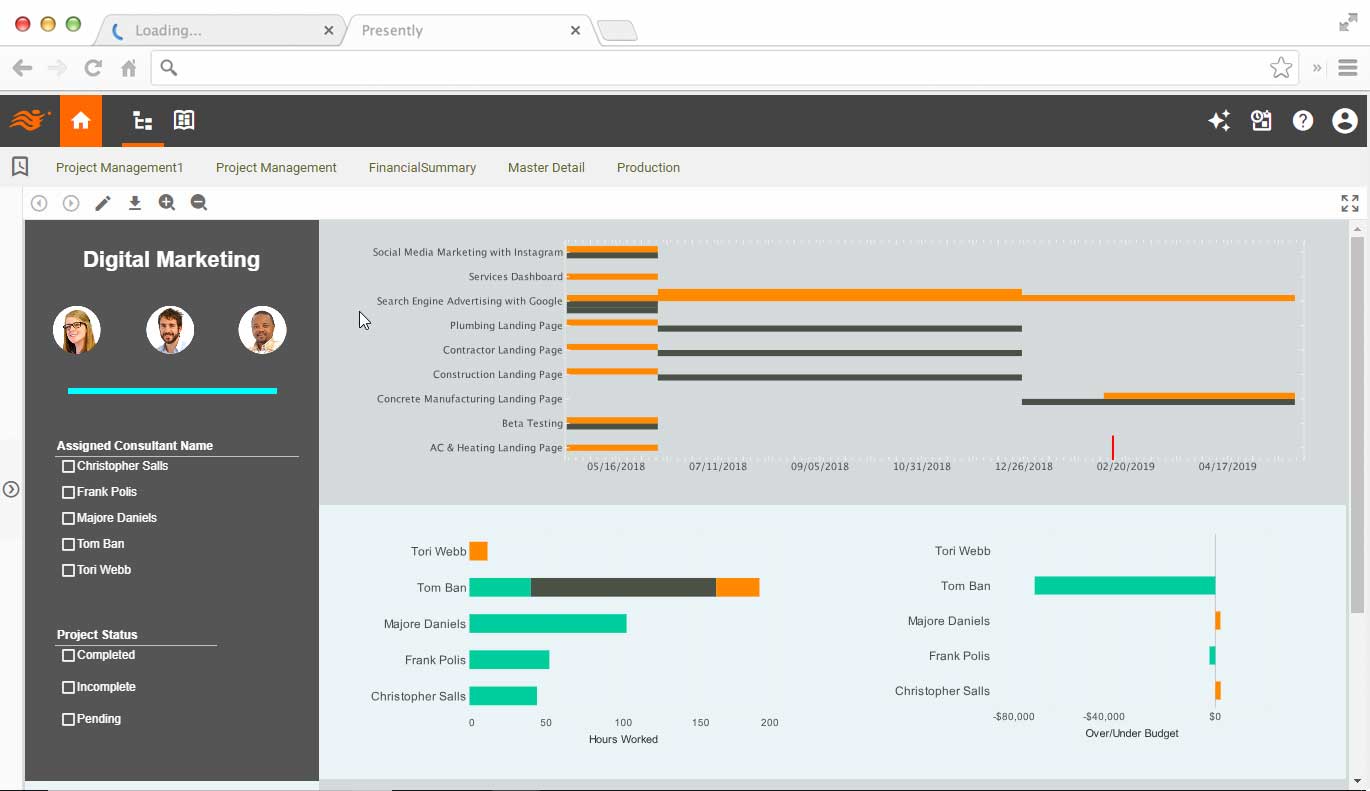 Loading...
Presently
Project Management1
Project Management
FinancialSummary
Master Detail
Production
Digital Marketing
Assigned Consultant Name
Christopher Salls
Frank Polis
Majore Daniels
Tom Ban
Tori Webb
Project Status
Completed
Incomplete
Pending
Social Media Marketing with Instagram
Services Dashboard
Search Engine Advertising with Google
Plumbing Landing Page
Contractor Landing Page
Construction Landing Page
Concrete Manufacturing Landing Page
Beta Testing
AC & Heating Landing Page
05/16/2018 07/11/2018 09/05/2018 10/31/2018 12/26/2018 02/20/2019 04/17/2019
Tori Webb
Tom Ban
Majore Daniels
Frank Polis
Christopher Salls
0 50 100 150 200
Hours Worked
Tori Webb
Tom Ban
Majore Daniels
Frank Polis
Christopher Salls
-$80,000 -$40,000 $0
Over/Under Budget